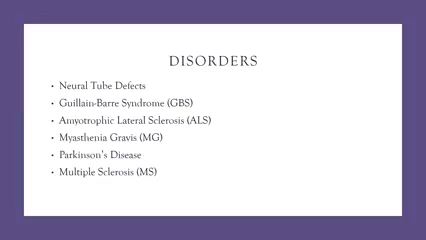 DISORDERS
• Neural Tube Defects
• Guillain-Barre Syndrome (GBS)
• Amyotrophic Lateral Sclerosis (ALS)
• Myasthenia Gravis (MG)
• Parkinson's Disease
• Multiple Sclerosis (MS)